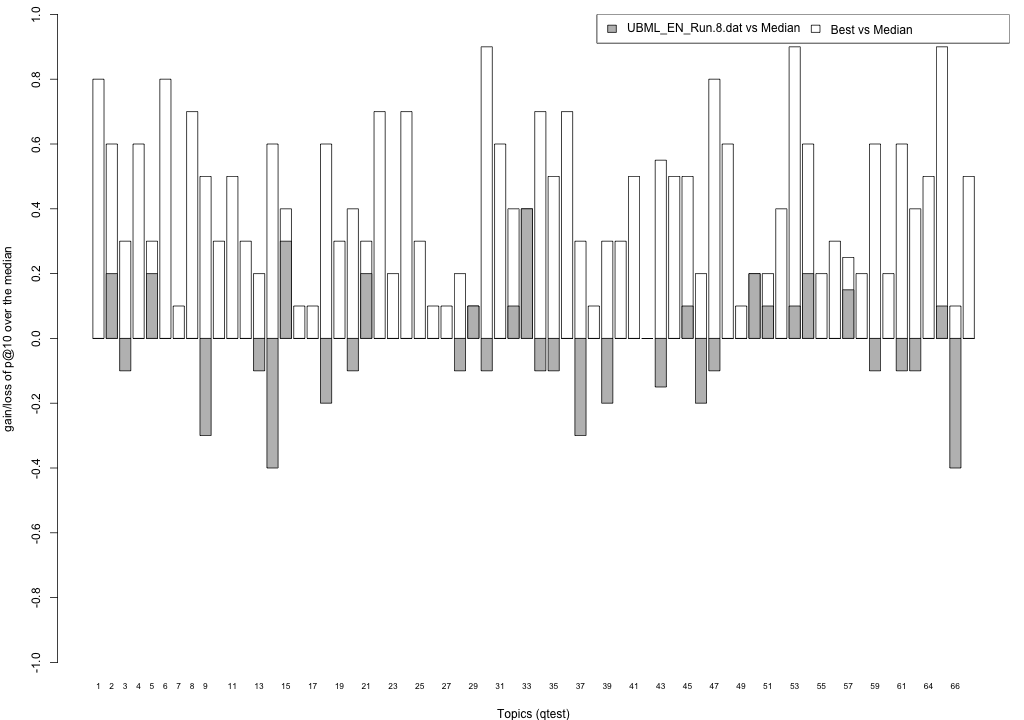 UBML_EN_Run.8.dat vs Median Best vs Median
gain/loss of p@10 over the median
1.0
0.8
0.6
0.4
0.2
0.0
-0.2
-0.4
-0.6
-0.8
-1.0
1 2 3 4 5 6 7 8 9 11 13 15 17 19 21 23 25 27 29 31 33 35 37 39 41 43 45 47 49 51 53 55 57 59 61 64 66
Topics (qtest)